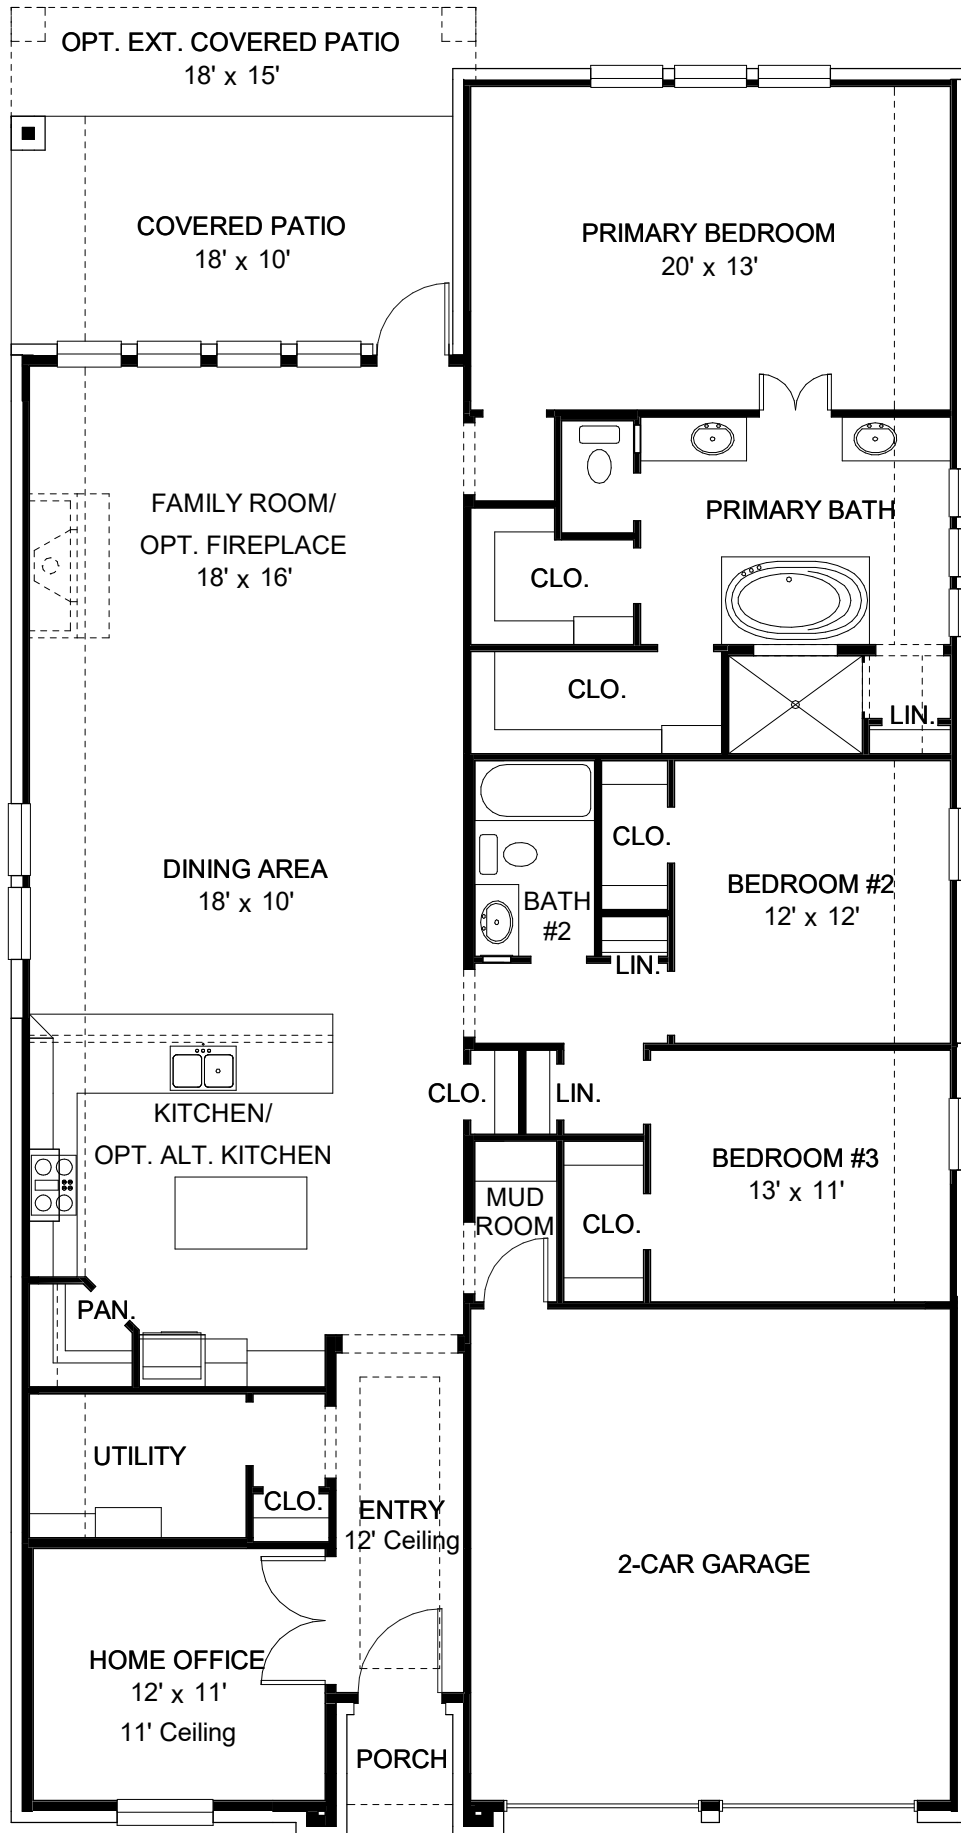 OPT. EXT. COVERED PATIO
18' x 15'
COVERED PATIO
18' x 10'
PRIMARY BEDROOM
20' x 13'
FAMILY ROOM/
OPT. FIREPLACE
18' x 16'
PRIMARY BATH
CLO.
CLO.
LIN.
DINING AREA
18' x 10'
CLO.
BATH
#2
LIN.
BEDROOM #2
12' x 12'
KITCHEN/
OPT. ALT. KITCHEN
CLO.
LIN.
BEDROOM #3
13' x 11'
MUD
ROOM
CLO.
PAN.
UTILITY
CLO.
ENTRY
12' Ceiling
2-CAR GARAGE
HOME OFFICE
12' x 11'
11' Ceiling
PORCH